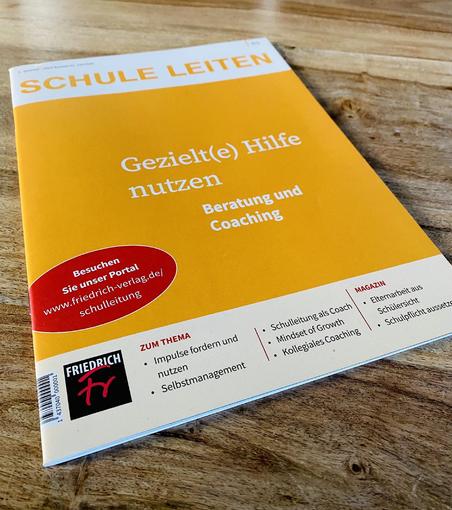 SCHULE LEITEN
Gezielt(e) Hilfe
nutzen
Beratung und
Coaching
Besuchen
Sie unser Portal
www.friedrich-verlag.de/
schulleitung
FRIEDRICH
Fr
ZUM THEMA
• Impulse fordern und
nutzen
• Selbstmanagement
• Schulleitung als Coach
• Mindset of Growth
• Kollegiales Coaching
MAGAZIN
• Elternarbeit aus
Schülersicht
• Schulpflicht aussetze